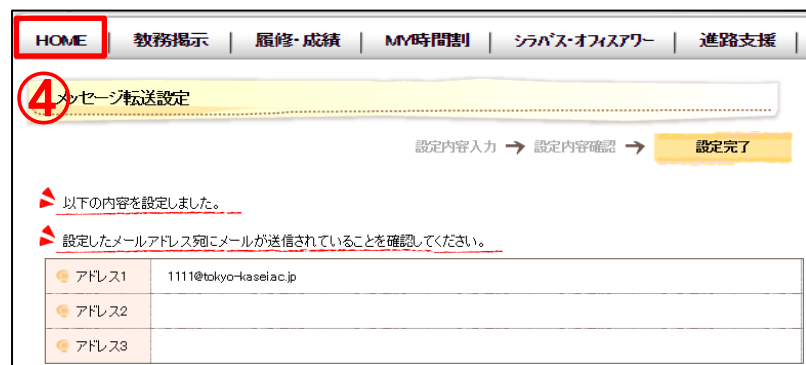 HOME | 教務掲示 | 履修・成績 | MY時間割 | シラバス・オフィスアワー | 進路支援 |
④ メッセージ転送設定
設定内容入力 → 設定内容確認 → 設定完了
以下の内容を設定しました。
設定したメールアドレス宛にメールが送信されていることを確認してください。
アドレス1 1111@tokyo-kasei.ac.jp
アドレス2
アドレス3